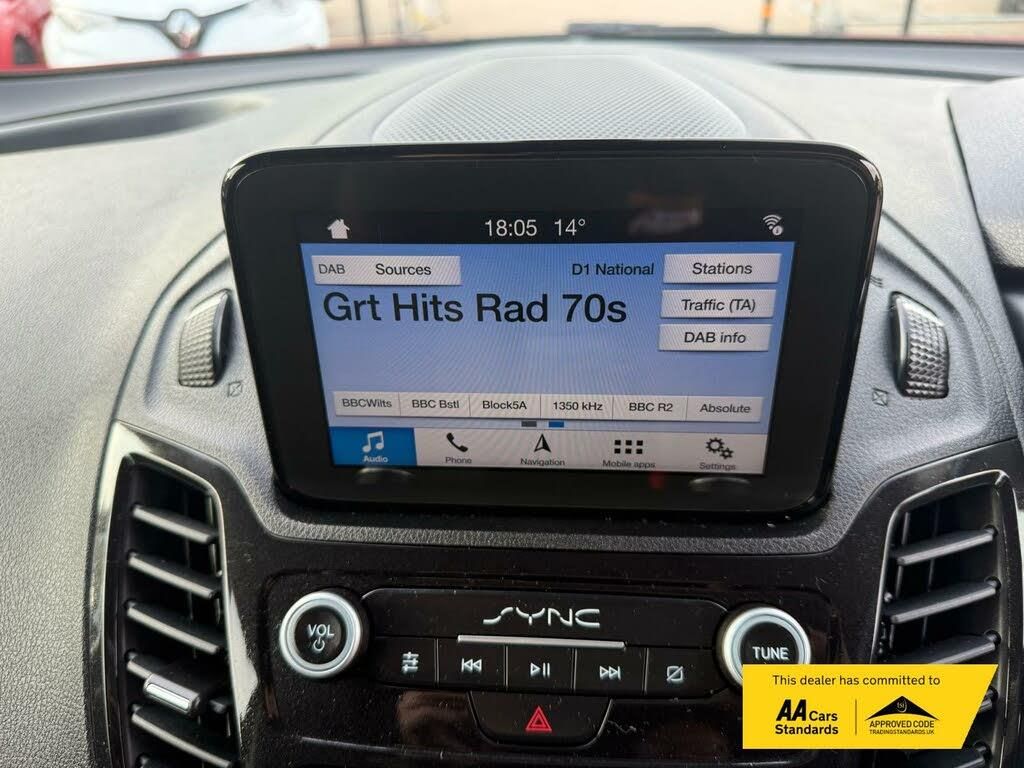 18:05 14°
DAB Sources D1 National Stations
Grt Hits Rad 70s Traffic (TA)
DAB info
BBCWilts BBC Bstl Block5A 1350 kHz BBC R2 Absolute
Audio Phone Navigation Mobile apps Settings
SYNC
VOL
TUNE
This dealer has committed to
AA Cars
Standards
tsi
APPROVED CODE
TRADINGSTANDARDS.UK